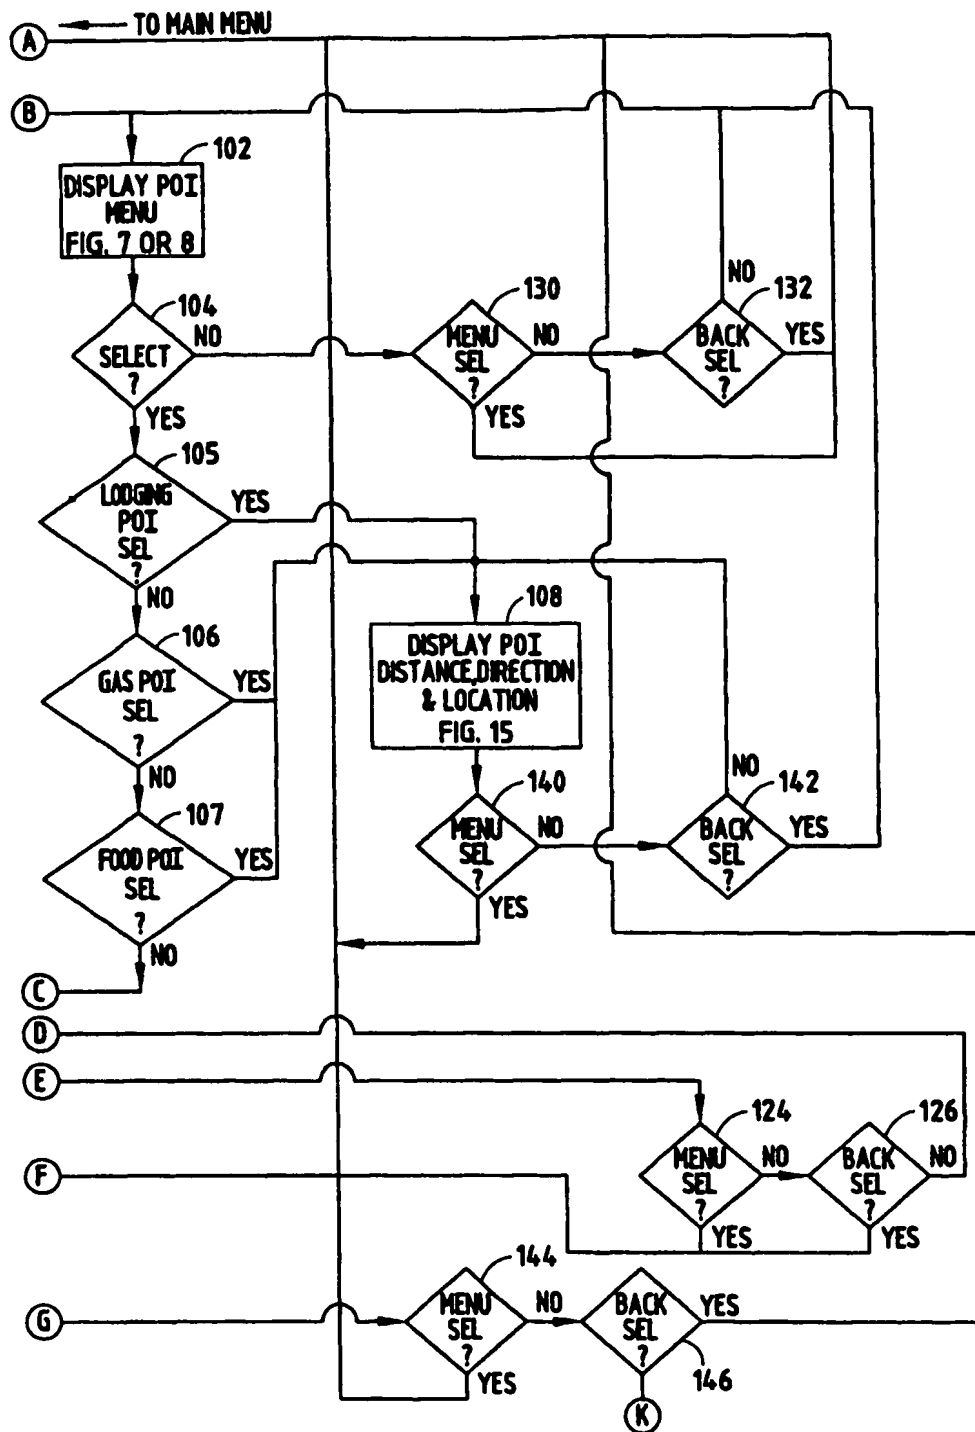 TO MAIN MENU
A
B
102
DISPLAY POI
MENU
FIG. 7 OR 8
104
SELECT
?
NO
YES
130
MENU
SEL
?
NO
YES
NO
132
BACK
SEL
?
YES
105
LODGING
POI
SEL
?
YES
NO
106
GAS POI
SEL
?
YES
NO
107
FOOD POI
SEL
?
YES
NO
108
DISPLAY POI
DISTANCE,DIRECTION
& LOCATION
FIG. 15
140
MENU
SEL
?
NO
YES
NO
142
BACK
SEL
?
YES
C
D
E
124
MENU
SEL
?
NO
YES
126
BACK
SEL
?
NO
YES
F
G
144
MENU
SEL
?
NO
YES
BACK
SEL
?
YES
146
K